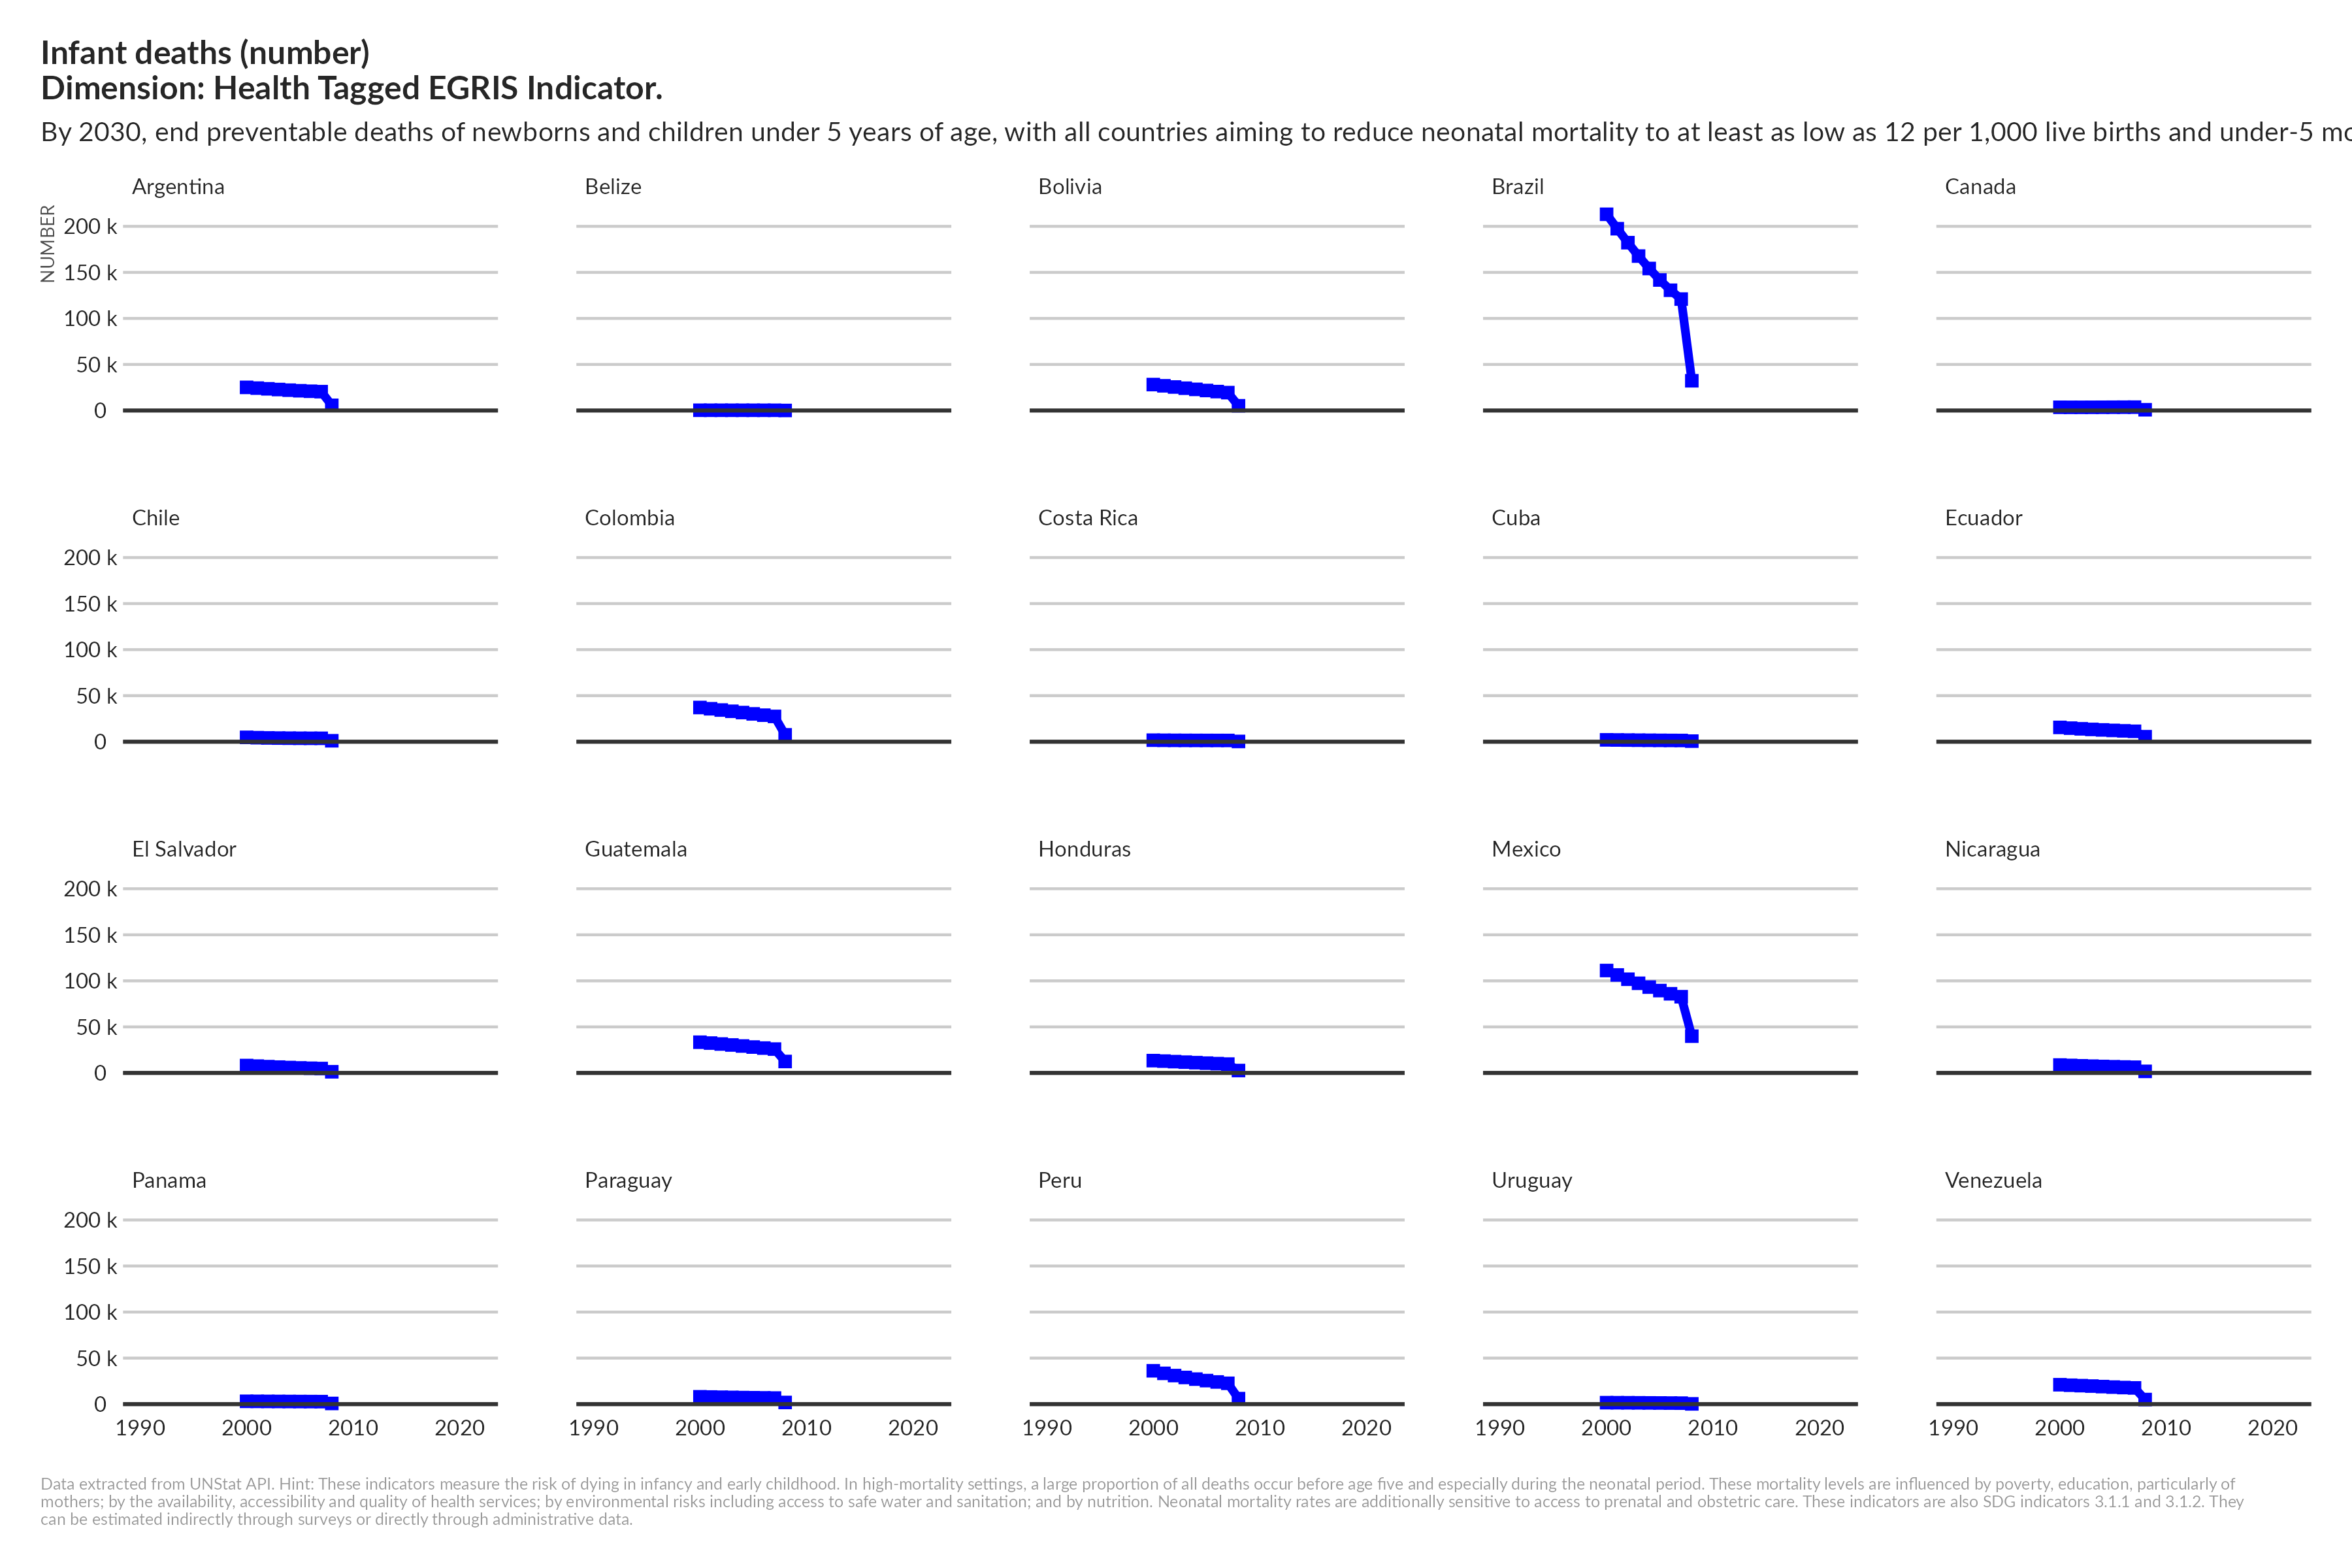 Infant deaths (number)
Dimension: Health Tagged EGRIS Indicator.
By 2030, end preventable deaths of newborns and children under 5 years of age, with all countries aiming to reduce neonatal mortality to at least as low as 12 per 1,000 live births and under-5 mo
Argentina Belize Bolivia Brazil Canada
NUMBER
200 k
150 k
100 k
50 k
0
Chile Colombia Costa Rica Cuba Ecuador
200 k
150 k
100 k
50 k
0
El Salvador Guatemala Honduras Mexico Nicaragua
200 k
150 k
100 k
50 k
0
Panama Paraguay Peru Uruguay Venezuela
200 k
150 k
100 k
50 k
0
1990 2000 2010 2020 1990 2000 2010 2020 1990 2000 2010 2020 1990 2000 2010 2020 1990 2000 2010 2020
Data extracted from UNStat API. Hint: These indicators measure the risk of dying in infancy and early childhood. In high-mortality settings, a large proportion of all deaths occur before age five and especially during the neonatal period. These mortality levels are influenced by poverty, education, particularly of
mothers; by the availability, accessibility and quality of health services; by environmental risks including access to safe water and sanitation; and by nutrition. Neonatal mortality rates are additionally sensitive to access to prenatal and obstetric care. These indicators are also SDG indicators 3.1.1 and 3.1.2. They
can be estimated indirectly through surveys or directly through administrative data.